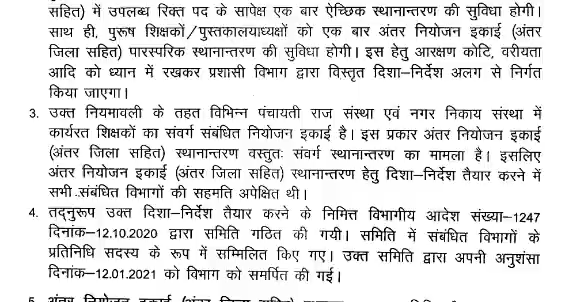 सहित) में उपलब्ध रिक्त पद के सापेक्ष एक बार ऐच्छिक स्थानान्तरण की सुविधा होगी।
साथ ही, पुरूष शिक्षकों/पुस्तकालयाध्यक्षों को एक बार अंतर नियोजन इकाई (अंतर
जिला सहित) पारस्परिक स्थानान्तरण की सुविधा होगी। इस हेतु आरक्षण कोटि, वरीयता
आदि को ध्यान में रखकर प्रशासी विभाग द्वारा विस्तृत दिशा–निर्देश अलग से निर्गत
किया जाएगा।
3. उक्त नियमावली के तहत विभिन्न पंचायती राज संस्था एवं नगर निकाय संस्था में
कार्यरत शिक्षकों का संवर्ग संबंधित नियोजन इकाई है। इस प्रकार अंतर नियोजन इकाई
(अंतर जिला सहित) स्थानान्तरण वस्तुतः संवर्ग स्थानान्तरण का मामला है। इसलिए
अंतर नियोजन इकाई (अंतर जिला सहित) स्थानान्तरण हेतु दिशा–निर्देश तैयार करने में
सभी संबंधित विभागों की सहमति अपेक्षित थी।
4. तद्नुरूप उक्त दिशा–निर्देश तैयार करने के निमित्त विभागीय आदेश संख्या–1247
दिनांक–12.10.2020 द्वारा समिति गठित की गयी। समिति में संबंधित विभागों के
प्रतिनिधि सदस्य के रूप में सम्मिलित किए गए। उक्त समिति द्वारा अपनी अनुशंसा
दिनांक–12.01.2021 को विभाग को समर्पित की गई।